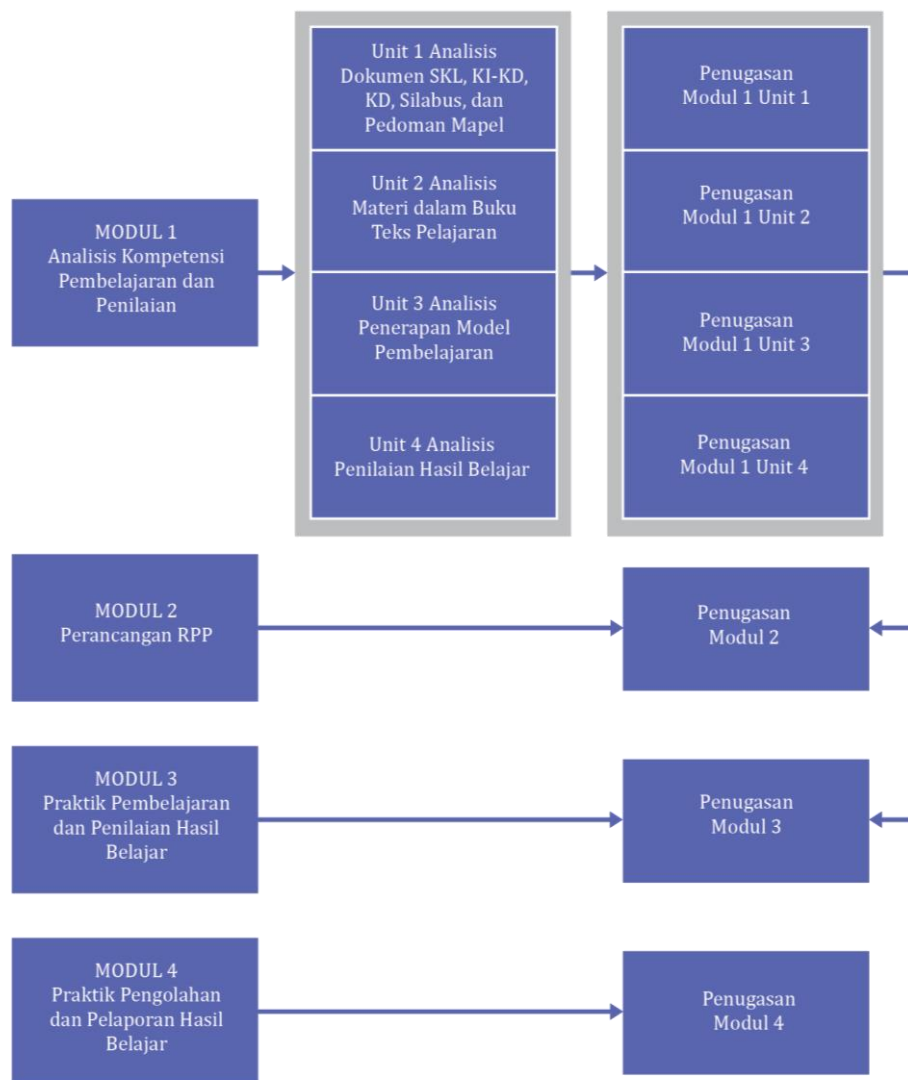 MODUL 1
Analisis Kompetensi
Pembelajaran dan
Penilaian
Unit 1 Analisis
Dokumen SKL, KI-KD,
KD, Silabus, dan
Pedoman Mapel
Unit 2 Analisis
Materi dalam Buku
Teks Pelajaran
Unit 3 Analisis
Penerapan Model
Pembelajaran
Unit 4 Analisis
Penilaian Hasil Belajar
Penugasan
Modul 1 Unit 1
Penugasan
Modul 1 Unit 2
Penugasan
Modul 1 Unit 3
Penugasan
Modul 1 Unit 4
MODUL 2
Perancangan RPP
Penugasan
Modul 2
MODUL 3
Praktik Pembelajaran
dan Penilaian Hasil
Belajar
Penugasan
Modul 3
MODUL 4
Praktik Pengolahan
dan Pelaporan Hasil
Belajar
Penugasan
Modul 4